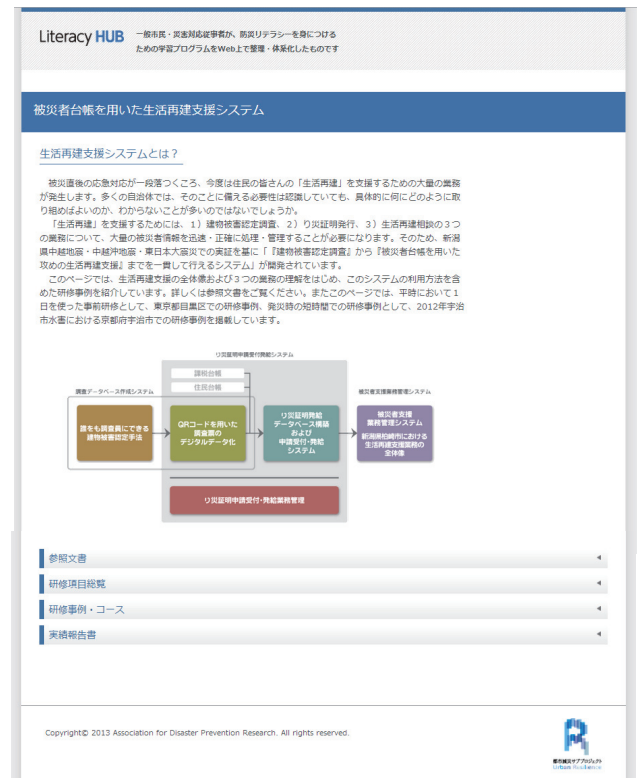 Literacy HUB
一般市民・災害対応従事者が、防災リテラシーを身につける
ための学習プログラムをWeb上で整理・体系化したものです
被災者台帳を用いた生活再建支援システム
生活再建支援システムとは？
被災直後の応急対応が一段落つくころ、今度は住民の皆さんの「生活再建」を支援するための大量の業務
が発生します。多くの自治体では、そのことに備える必要性は認識していても、具体的に何にどのように取
り組めばよいのか、わからないことが多いのではないでしょうか。
「生活再建」を支援するためには、１）建物被害認定調査、２）り災証明発行、３）生活再建相談の３つ
の業務について、大量の被災者情報を迅速・正確に処理・管理することが必要になります。そのため、新潟
県中越地震・中越沖地震・東日本大震災での実証を基に「『建物被害認定調査』から『被災者台帳を用いた
攻めの生活再建支援』までを一貫して行えるシステム」が開発されています。
このページでは、生活再建支援の全体像および３つの業務の理解をはじめ、このシステムの利用方法を含
めた研修事例を紹介しています。詳しくは参照文書をご覧ください。またこのページでは、平時において１
日を使った事前研修として、東京都目黒区での研修事例、発災時の短時間での研修事例として、2012年宇治
市水害における京都府宇治市での研修事例を掲載しています。
り災証明申請受付発給システム
課税台帳
住民台帳
調査データベース作成システム
被災者支援業務管理システム
誰をも調査員にできる
建物被害認定手法
QRコードを用いた
調査票の
デジタルデータ化
り災証明発給
データベース構築
および
申請受付・発給
システム
被災者支援
業務管理システム
新潟県柏崎市における
生活再建支援業務の
全体像
り災証明申請受付・発給業務管理
参照文書
研修項目総覧
研修事例・コース
実績報告書
Copyright© 2013 Association for Disaster Prevention Research. All rights reserved.
都市減災サブプロジェクト
Urban Resilience